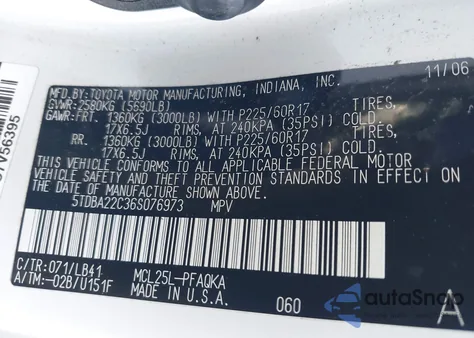 MFD. BY: TOYOTA MOTOR MANUFACTURING, INDIANA, INC. 11/06
GVWR: 2580KG (5690LB)
GAWR: FRT. 1360KG (3000LB) WITH P225/60R17 TIRES,
17X6.5J RIMS, AT 240KPA (35PSI) COLD.
RR. 1360KG (3000LB) WITH P225/60R17 TIRES,
17X6.5J RIMS, AT 240KPA (35PSI) COLD.
THIS VEHICLE CONFORMS TO ALL APPLICABLE FEDERAL MOTOR
VEHICLE SAFETY AND THEFT PREVENTION STANDARDS IN EFFECT
ON THE DATE OF MANUFACTURE SHOWN ABOVE.
5TDBA22C36S076973 MPV
C/TR: 071/LB41 MCL25L-PFAQKA
A/TM: -02B/U151F MADE IN U.S.A. 060 A
V56395
autoSnap